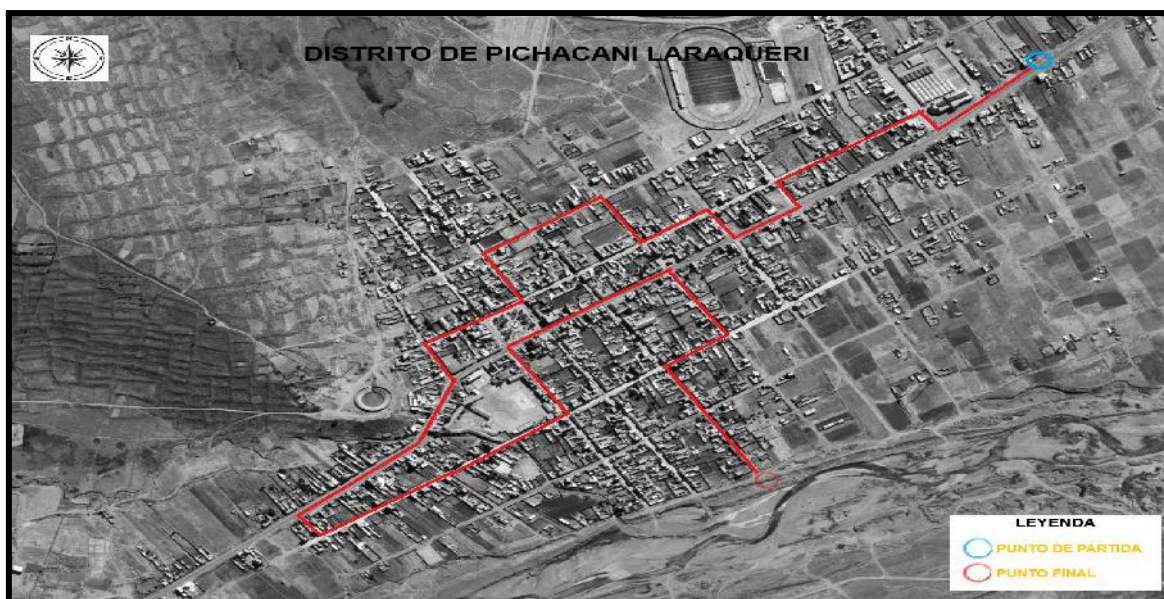 DISTRITO DE PICHACANI LARAQUERI
LEYENDA
PUNTO DE PARTIDA
PUNTO FINAL